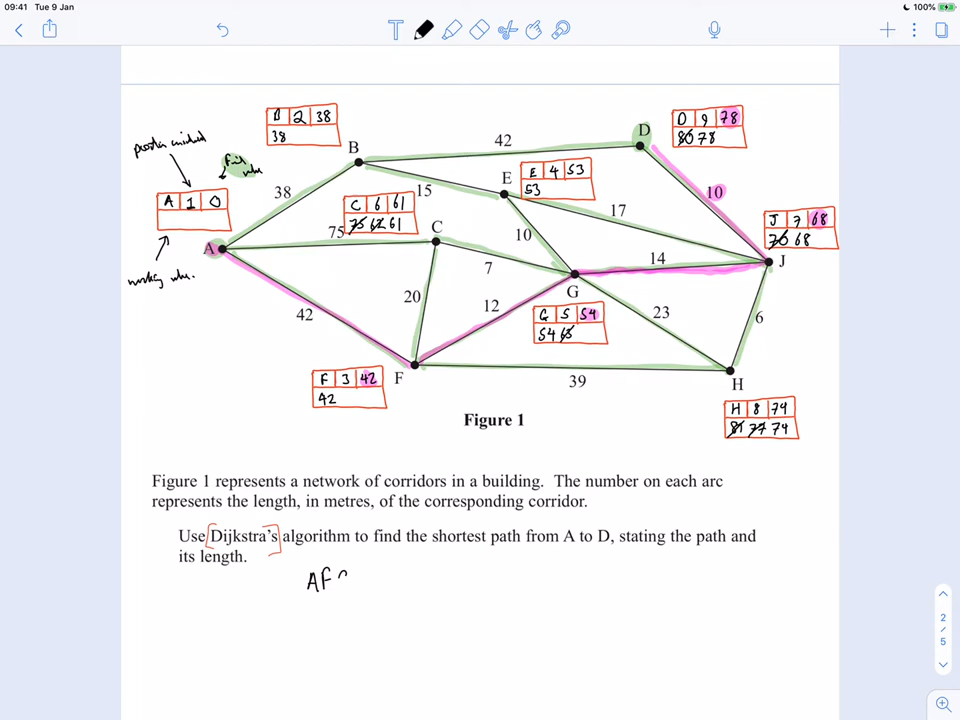 09:41 Tue 9 Jan
100%
B 2 38
38
D 9 78
80 78
position
final
A 1 0
working
B
42
D
E
E 4 53
53
38
15
C 6 61
75 62 61
75
C
17
10
J 7 68
70 68
A
10
7
14
J
G
42
20
12
G 5 54
54 63
23
6
F 3 42
42
F
39
H
H 8 74
81 77 74
Figure 1
Figure 1 represents a network of corridors in a building. The number on each arc
represents the length, in metres, of the corresponding corridor.
Use [Dijkstra's] algorithm to find the shortest path from A to D, stating the path and
its length.
AF
2
/
5